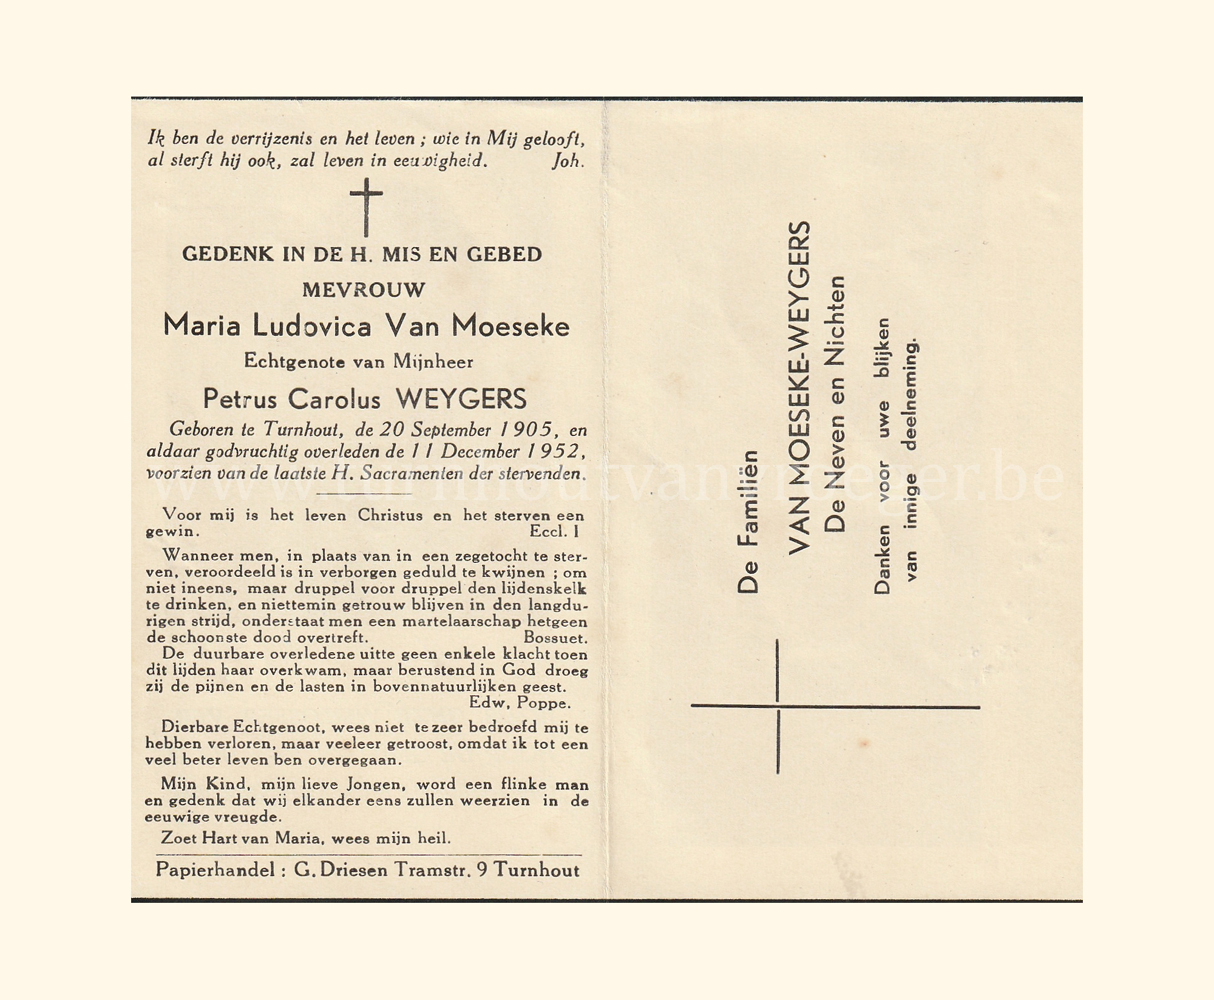 Ik ben de verrijzenis en het leven ; wie in Mij gelooft,
al sterft hij ook, zal leven in eeuwigheid. Joh.
GEDENK IN DE H. MIS EN GEBED
MEVROUW
Maria Ludovica Van Moeseke
Echtgenote van Mijnheer
Petrus Carolus WEYGERS
Geboren te Turnhout, de 20 September 1905, en
aldaar godvruchtig overleden de 11 December 1952,
voorzien van de laatste H. Sacramenten der stervenden.
Voor mij is het leven Christus en het sterven een
gewin. Eccl. I
Wanneer men, in plaats van in een zegetocht te ster-
ven, veroordeeld is in verborgen geduld te kwijnen ; om
niet ineens, maar druppel voor druppel den lijdenskelk
te drinken, en niettemin getrouw blijven in den langdu-
rigen strijd, onderstaat men een martelaarschap hetgeen
de schoonste dood overtreft. Bossuet.
De duurbare overledene uitte geen enkele klacht toen
dit lijden haar overkwam, maar berustend in God droeg
zij de pijnen en de lasten in bovennatuurlijken geest.
Edw, Poppe.
Dierbare Echtgenoot, wees niet te zeer bedroefd mij te
hebben verloren, maar veeleer getroost, omdat ik tot een
veel beter leven ben overgegaan.
Mijn Kind, mijn lieve Jongen, word een flinke man
en gedenk dat wij elkander eens zullen weerzien in de
eeuwige vreugde.
Zoet Hart van Maria, wees mijn heil.
Papierhandel : G. Driesen Tramstr. 9 Turnhout
De Familiën
VAN MOESEKE-WEYGERS
De Neven en Nichten
Danken voor uwe blijken
van innige deelneming.
www.turnhoutvanvroeger.be